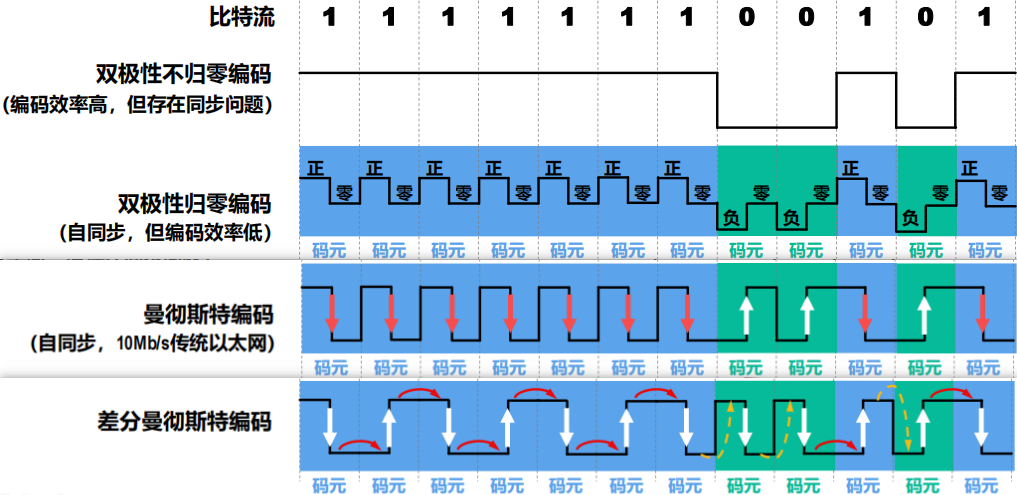 比特流 1 1 1 1 1 1 1 0 0 1 0 1
双极性不归零编码
(编码效率高，但存在同步问题)
正 正 正 正 正 正 正 零 零 正 零 正
零 零 零 零 零 零 零 负 负 零 负 零
双极性归零编码
(自同步，但编码效率低)
码元 码元 码元 码元 码元 码元 码元 码元 码元 码元 码元 码元
曼彻斯特编码
(自同步，10Mb/s传统以太网)
码元 码元 码元 码元 码元 码元 码元 码元 码元 码元 码元 码元
差分曼彻斯特编码
码元 码元 码元 码元 码元 码元 码元 码元 码元 码元 码元 码元